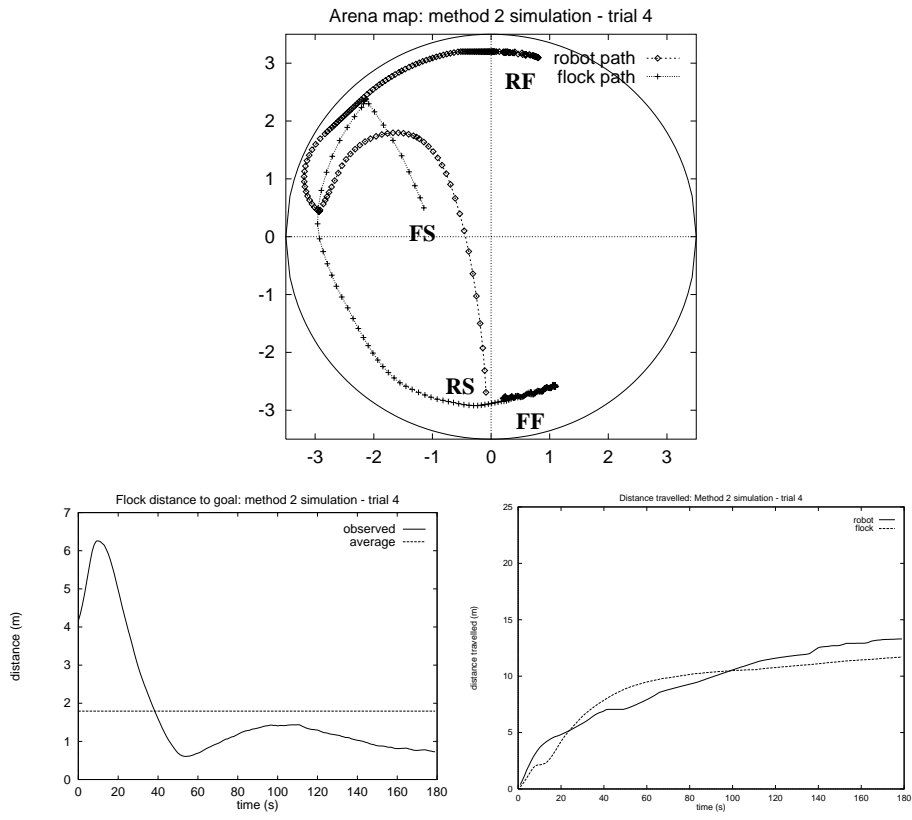 Arena map: method 2 simulation - trial 4
robot path
flock path
RF
FS
RS
FF
3
2
1
0
-1
-2
-3
-3 -2 -1 0 1 2 3
Flock distance to goal: method 2 simulation - trial 4
observed
average
distance (m)
7
6
5
4
3
2
1
0
0 20 40 60 80 100 120 140 160 180
time (s)
Distance travelled: Method 2 simulation - trial 4
robot
flock
distance travelled (m)
25
20
15
10
5
0
0 20 40 60 80 100 120 140 160 180
time (s)